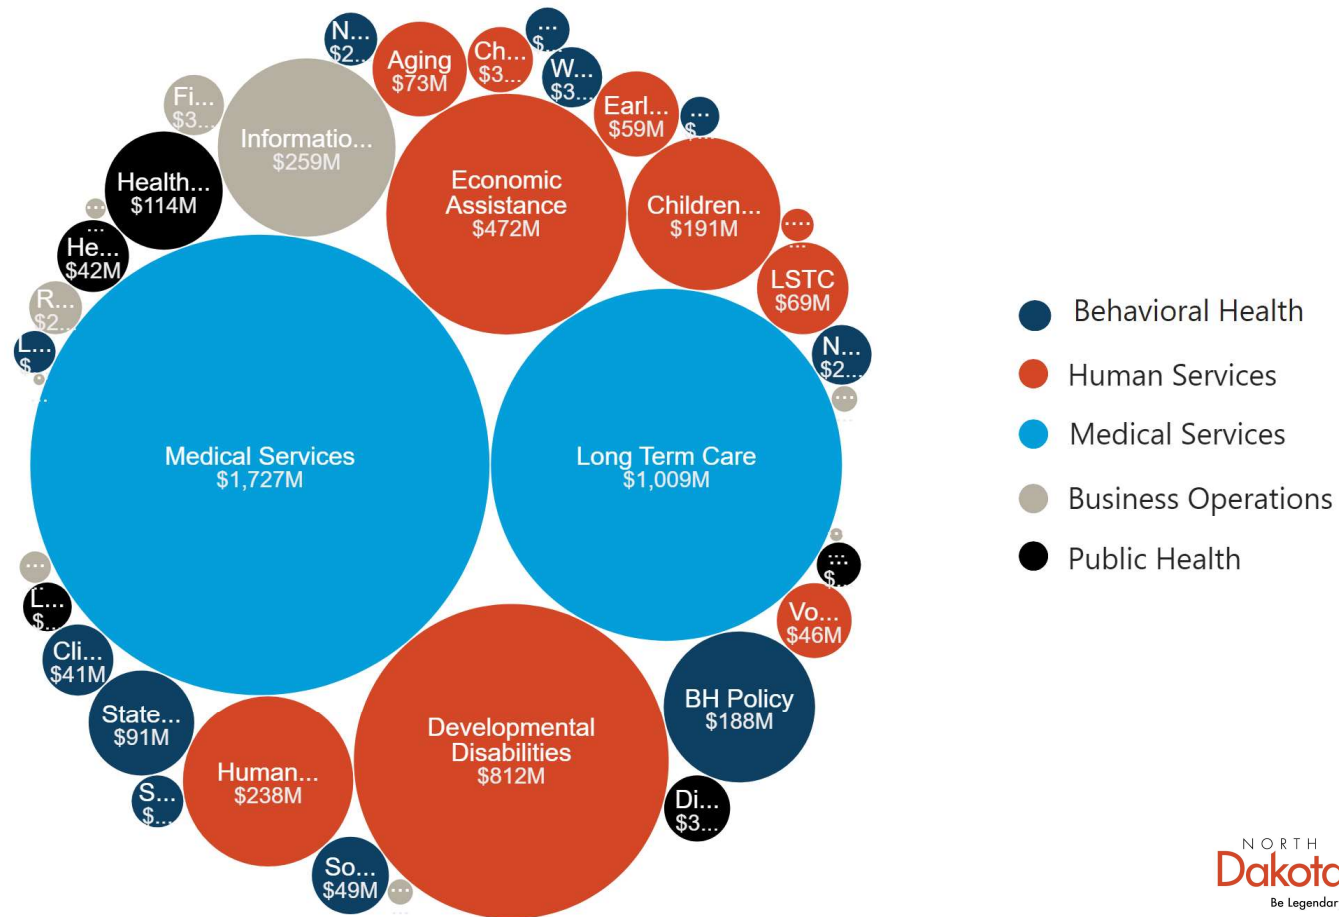 N...
$2...
Aging
$73M
Ch...
$3...
...
$...
W...
$3...
Earl...
$59M
...
$...
Fi...
$3...
Informatio...
$259M
Health...
$114M
Economic
Assistance
$472M
Children...
$191M
...
...
He...
$42M
....
...
LSTC
$69M
R...
$2...
L...
$...
N...
$2...
...
Medical Services
$1,727M
Long Term Care
$1,009M
...
$...
...
L...
$...
Vo...
$46M
Cli...
$41M
State...
$91M
BH Policy
$188M
Developmental
Disabilities
$812M
Human...
$238M
S...
$...
Di...
$3...
So...
$49M
...
Behavioral Health
Human Services
Medical Services
Business Operations
Public Health
NORTH
Dakota
Be Legendar